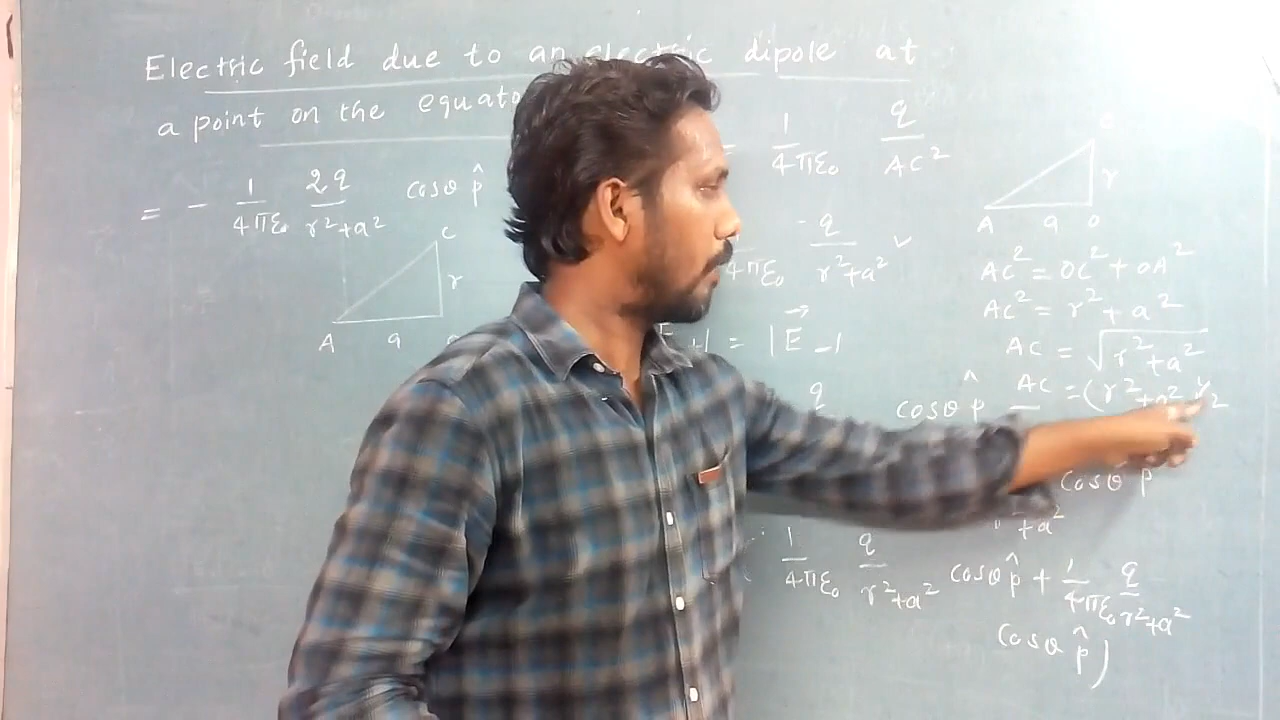 Electric field due to an electric dipole at
a point on the
= - 1/4πε₀ 2q/r²+a² cosθ p̂
C
r
A a
= 1/4πε₀ q/AC²
r
A a O
4πε₀ q/r²+a² ✓
AC² = OC² + OA²
AC² = r² + a²
AC = √r²+a²
AC = (r²+a²)^1/2
= |E⃗ -|
q cosθ p̂
cosθ p̂
+a²
1/4πε₀ q/r²+a² cosθ p̂ + 1/4πε₀ q/r²+a²
cosθ p̂)